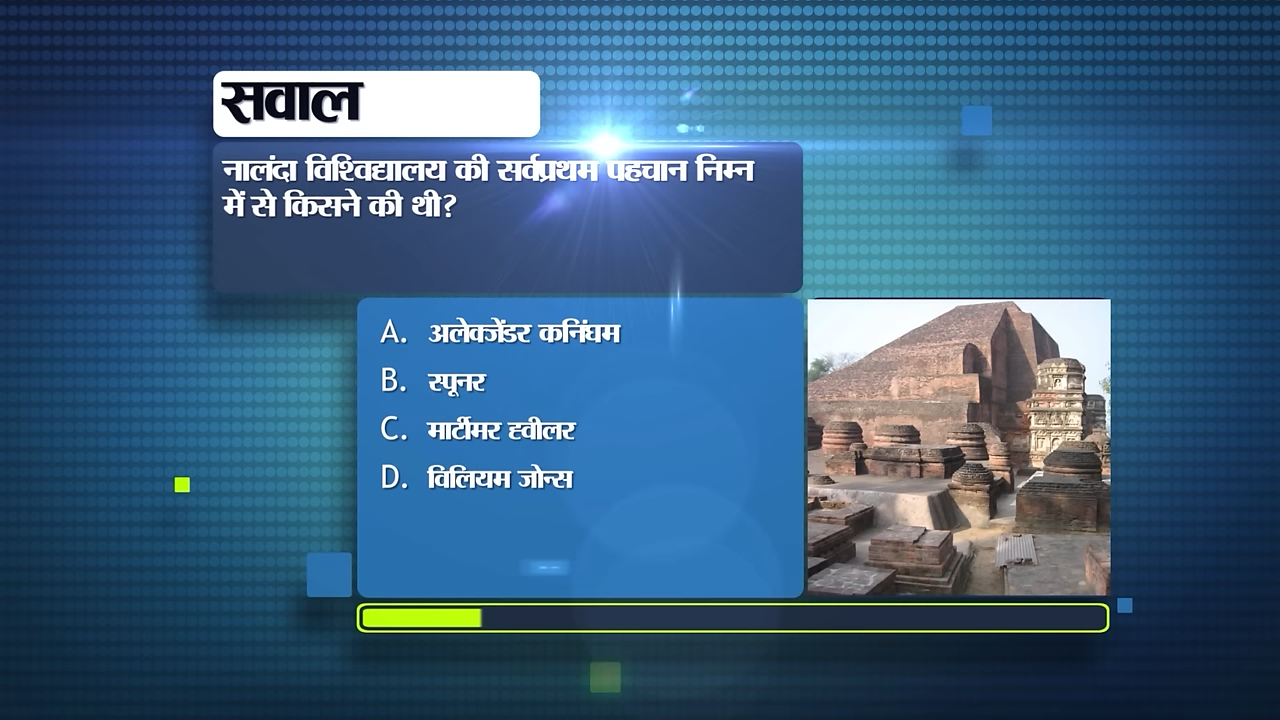 सवाल
नालंदा विश्विद्यालय की सर्वप्रथम पहचान निम्न
में से किसने की थी?
A. अलेक्जेंडर कनिंघम
B. स्पूनर
C. मार्टीमर ह्वीलर
D. विलियम जोन्स